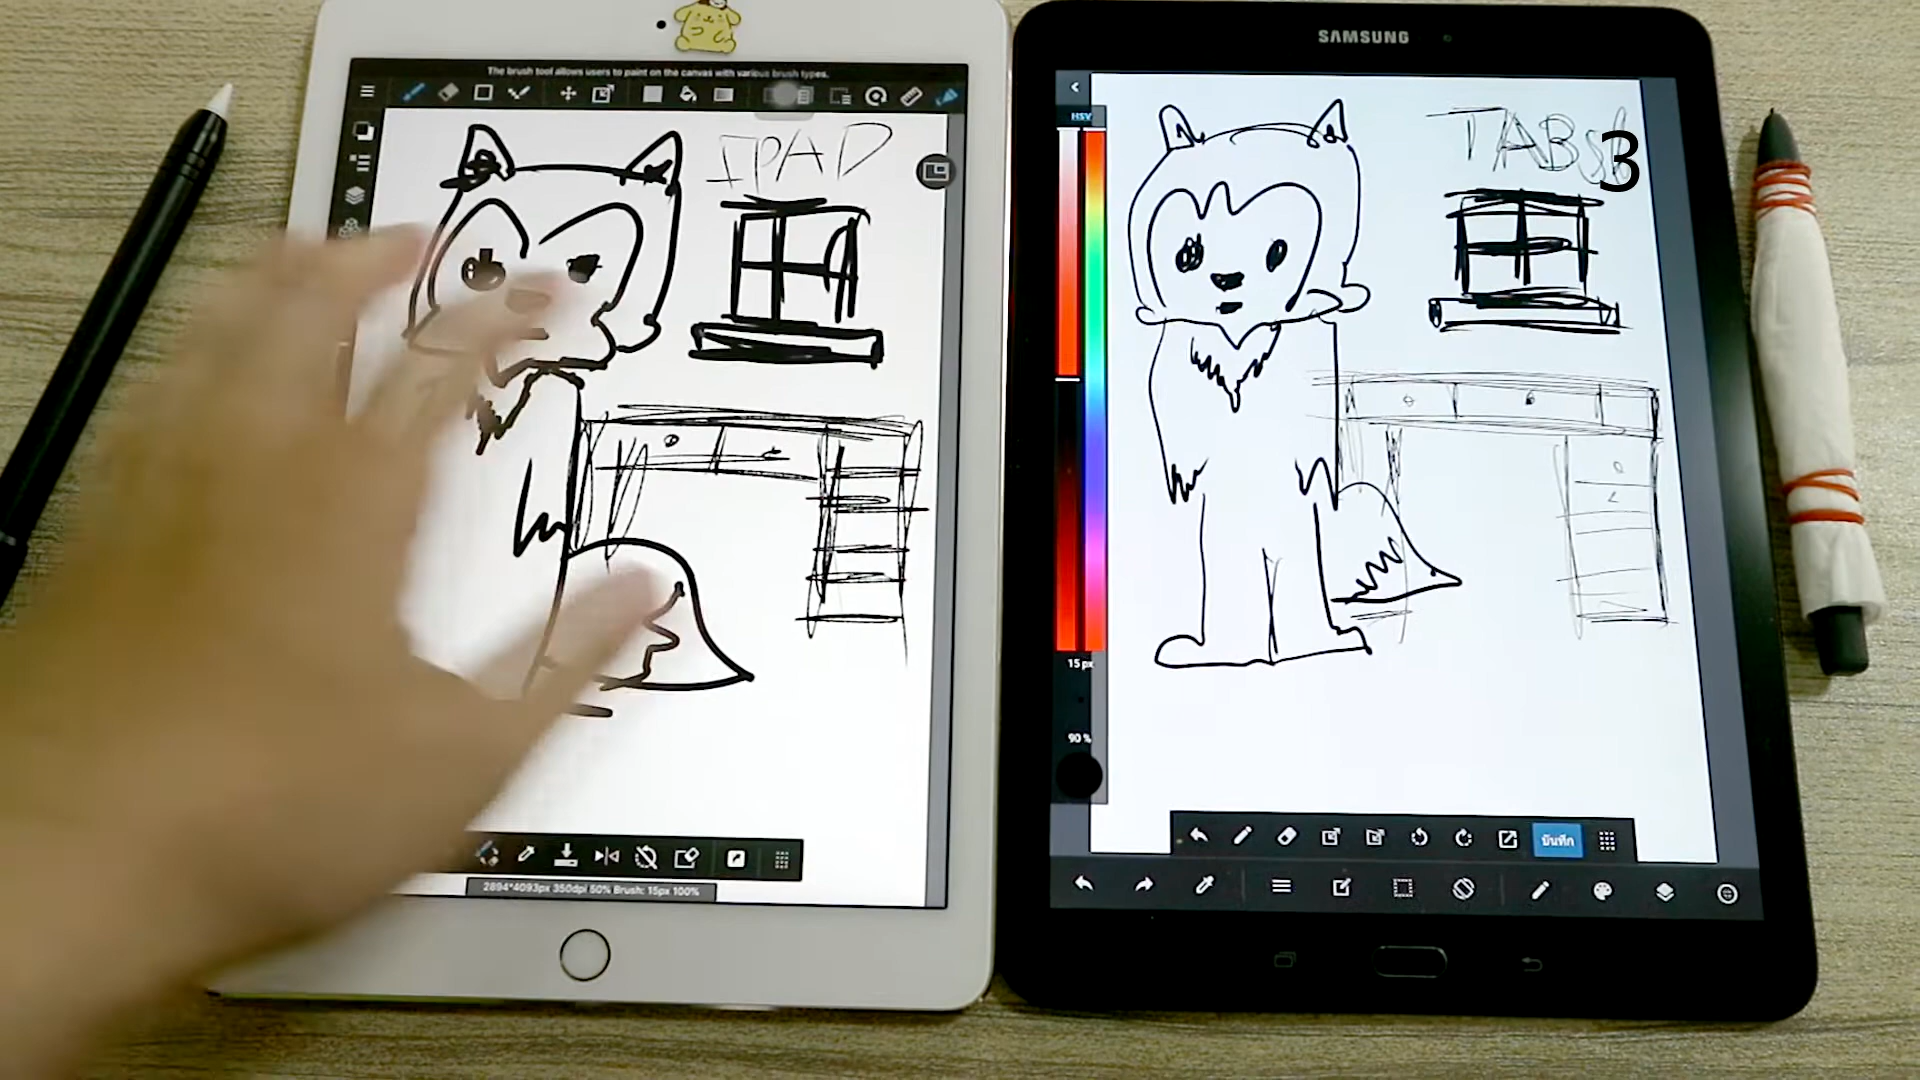 The brush tool allows users to paint on the canvas with various brush types.
IPAD
2894*4093px 350dpi 50% Brush: 15px 100%
SAMSUNG
HSV
TABS3
15 px
90 %
บันทึก